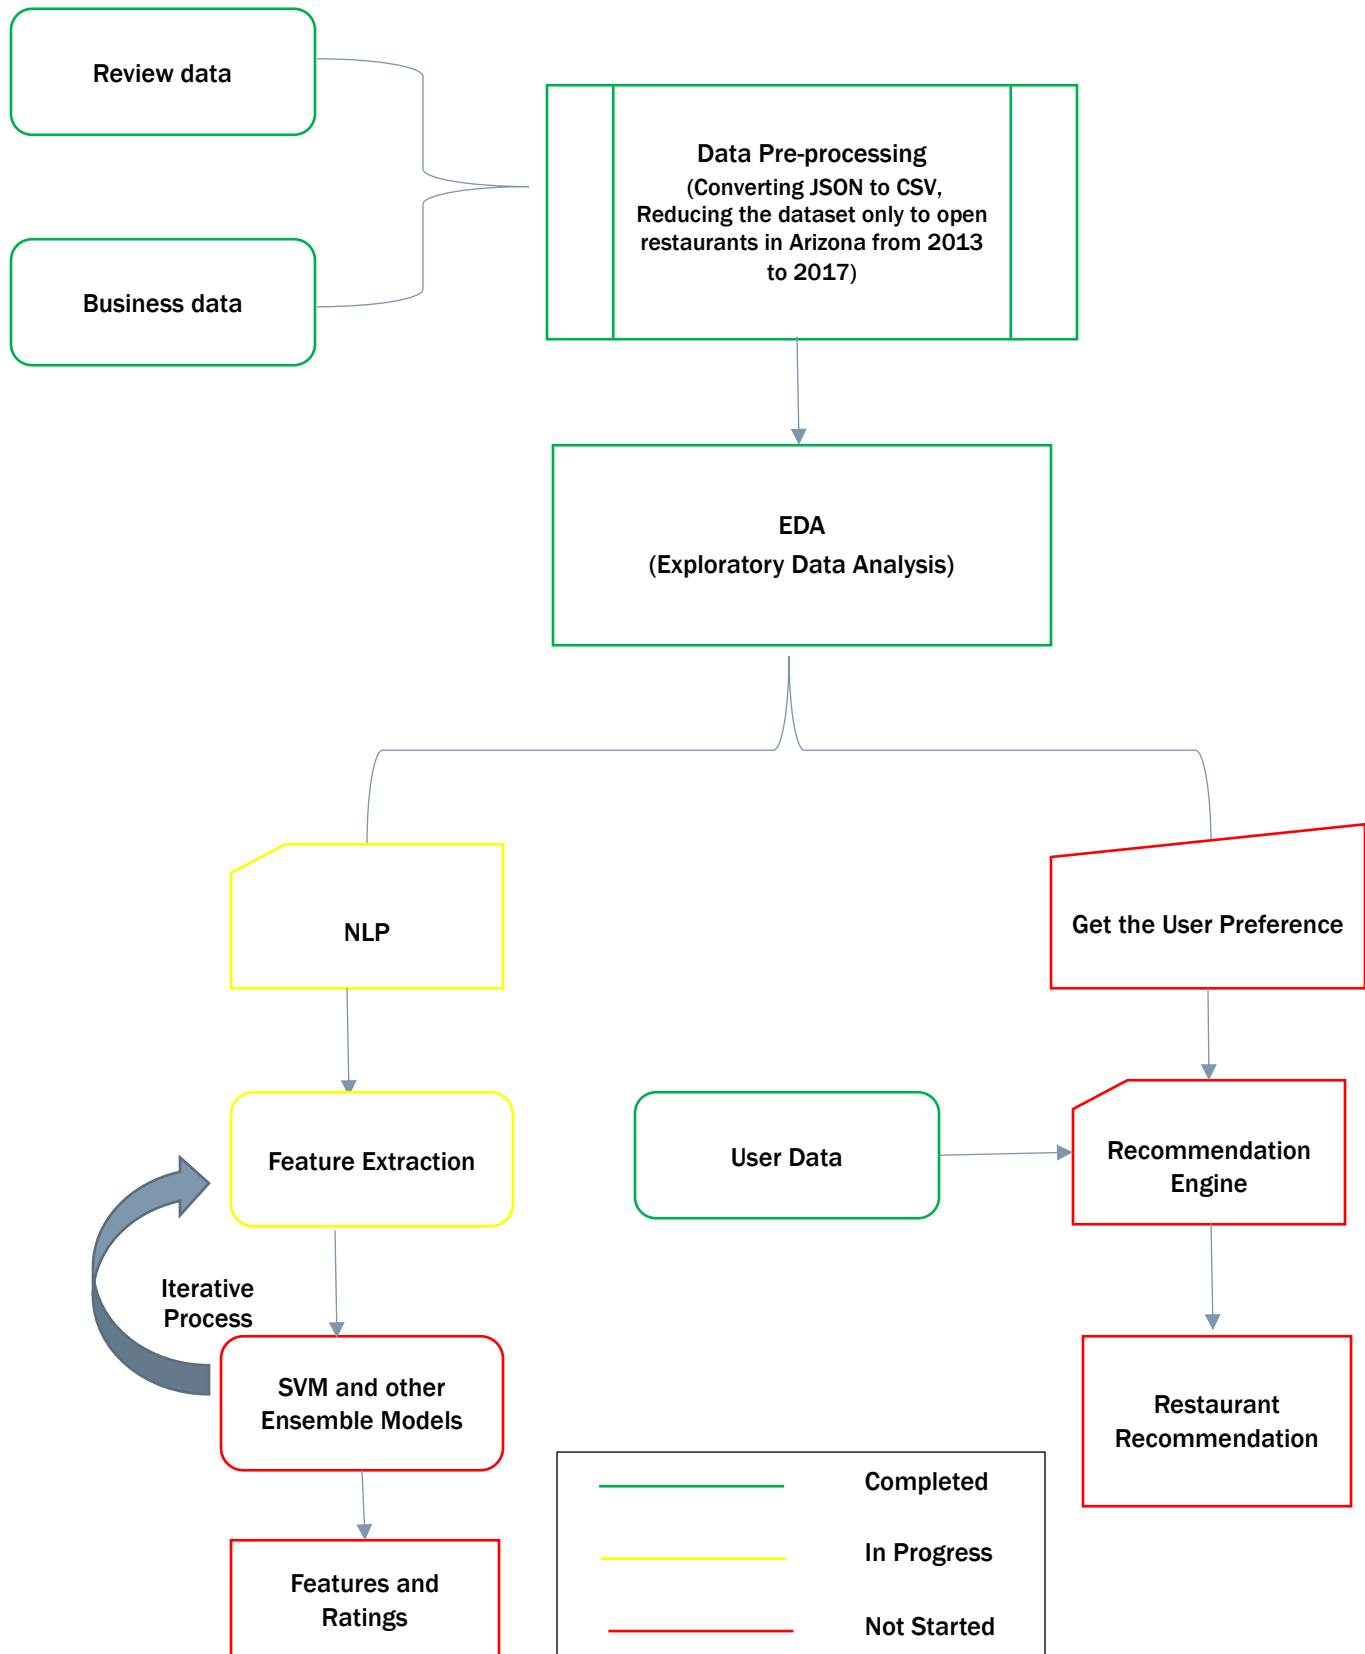 Review data
Business data
Data Pre-processing
(Converting JSON to CSV,
Reducing the dataset only to open
restaurants in Arizona from 2013
to 2017)
EDA
(Exploratory Data Analysis)
NLP
Get the User Preference
Feature Extraction
User Data
Recommendation
Engine
Iterative
Process
SVM and other
Ensemble Models
Restaurant
Recommendation
Features and
Ratings
Completed
In Progress
Not Started